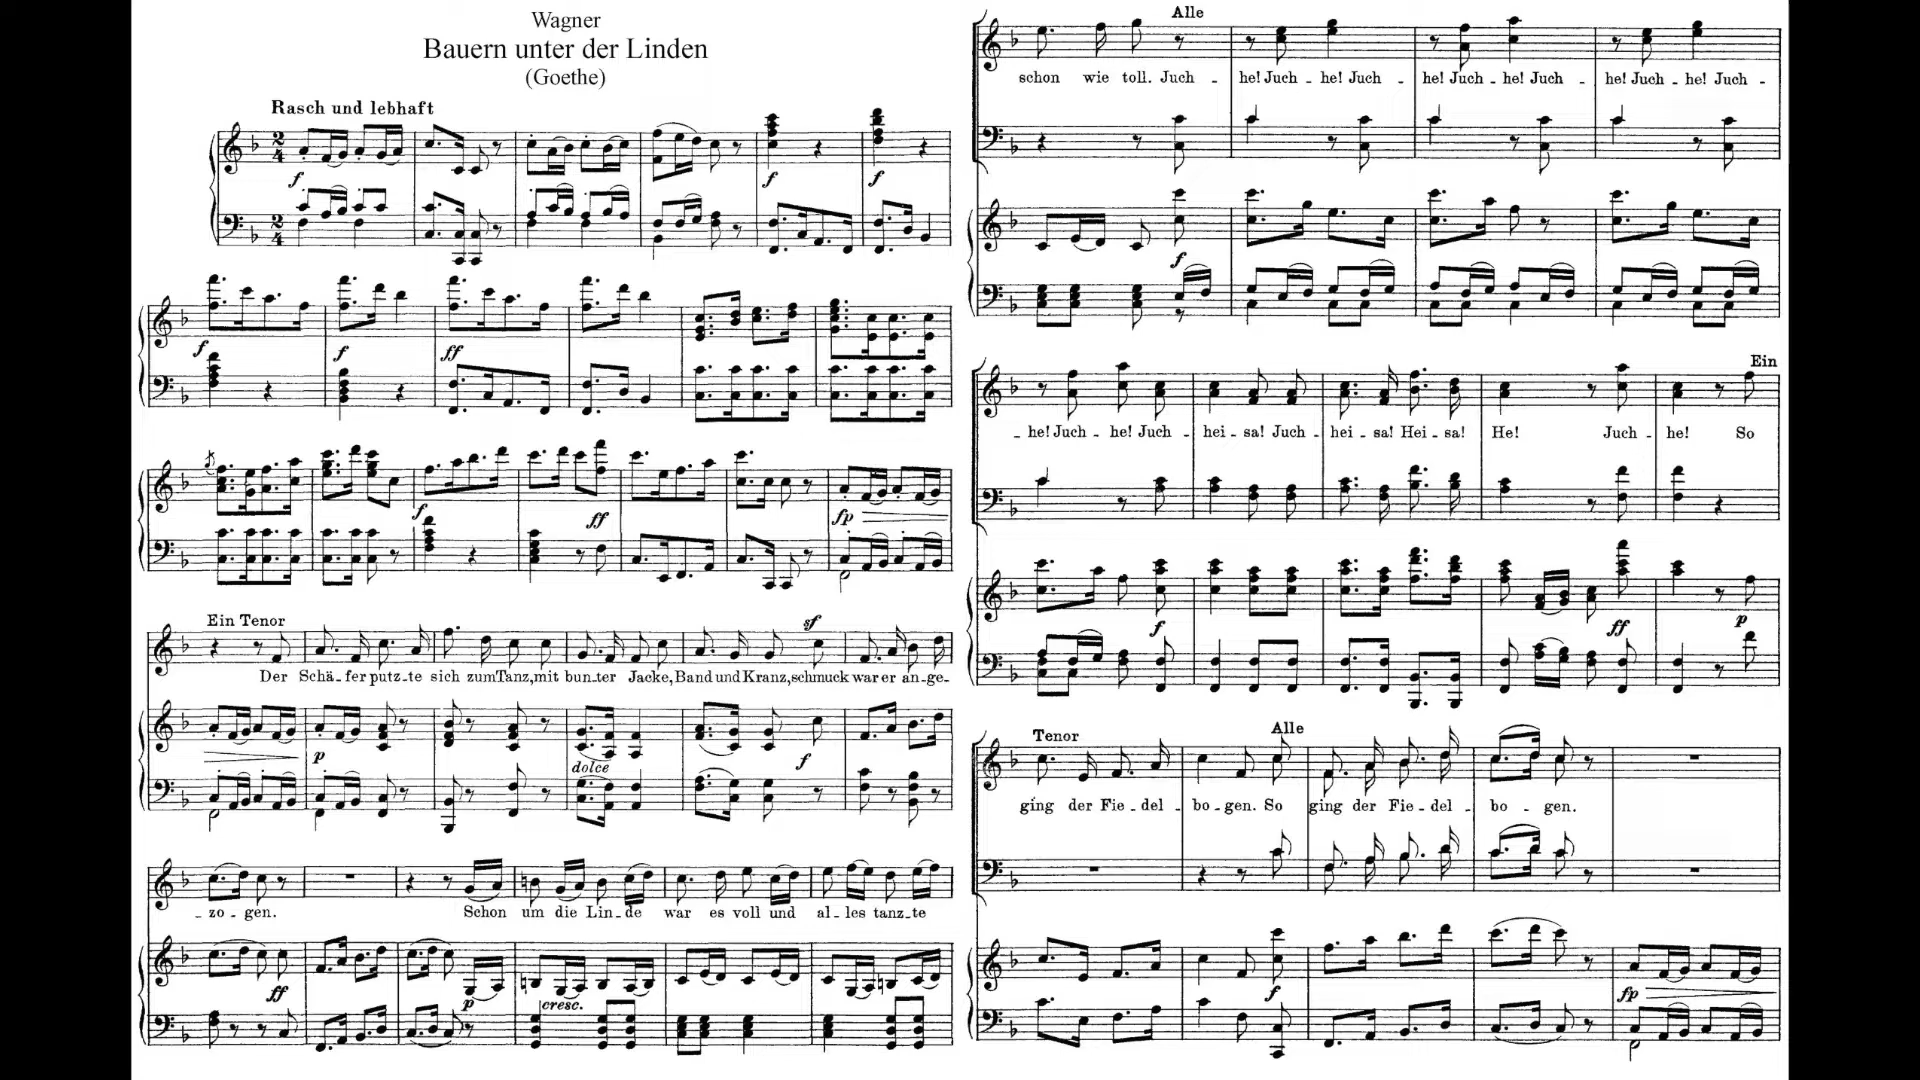 Wagner
Bauern unter der Linden
(Goethe)
Rasch und lebhaft
f f f
f f ff
f ff fp
Ein Tenor sf
Der Schä-fer putz-te sich zum Tanz, mit bun-ter Jacke, Band und Kranz, schmuck war er an-ge-
p dolce f
-zo-gen. Schon um die Lin-de war es voll und al-les tanz-te
ff p cresc.
Alle
schon wie toll. Juch-he! Juch-he! Juch-he! Juch-he! Juch-he! Juch-he! Juch-
f
Ein
-he! Juch-he! Juch-hei-sa! Juch-hei-sa! Hei-sa! He! Juch-he! So
f ff p
Tenor Alle
ging der Fie-del-bo-gen. So ging der Fie-del-bo-gen.
f fp